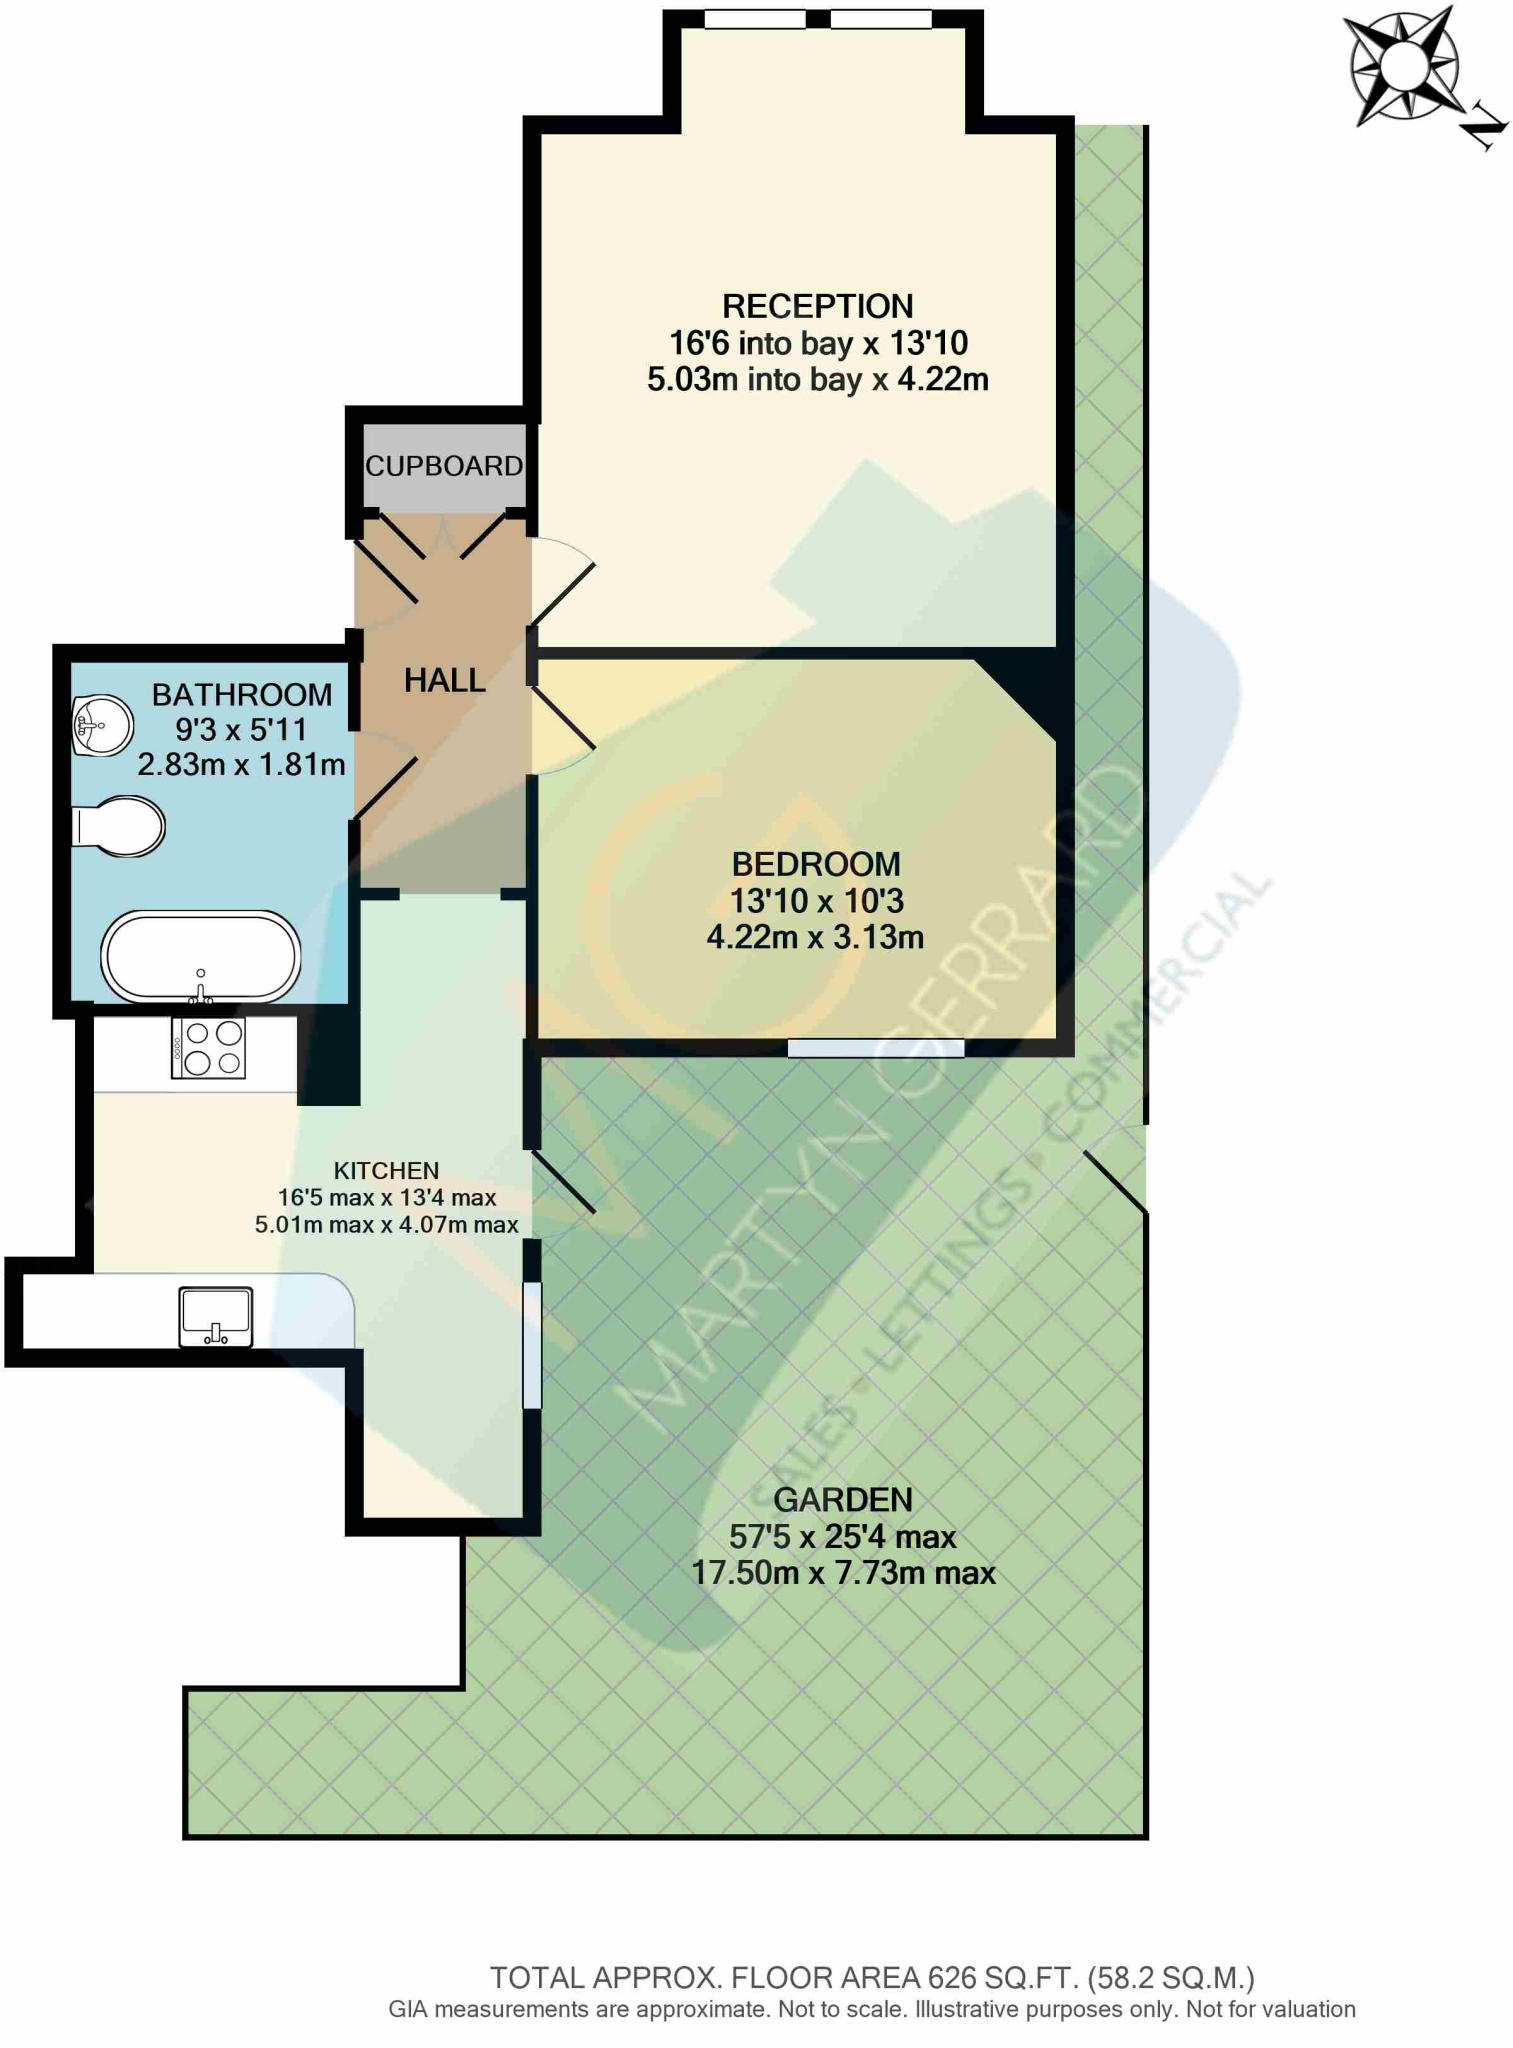 N
RECEPTION
16'6 into bay x 13'10
5.03m into bay x 4.22m
CUPBOARD
HALL
BATHROOM
9'3 x 5'11
2.83m x 1.81m
BEDROOM
13'10 x 10'3
4.22m x 3.13m
KITCHEN
16'5 max x 13'4 max
5.01m max x 4.07m max
MARTYN GERRARD
SALES • LETTINGS • COMMERCIAL
GARDEN
57'5 x 25'4 max
17.50m x 7.73m max
TOTAL APPROX. FLOOR AREA 626 SQ.FT. (58.2 SQ.M.)
GIA measurements are approximate. Not to scale. Illustrative purposes only. Not for valuation